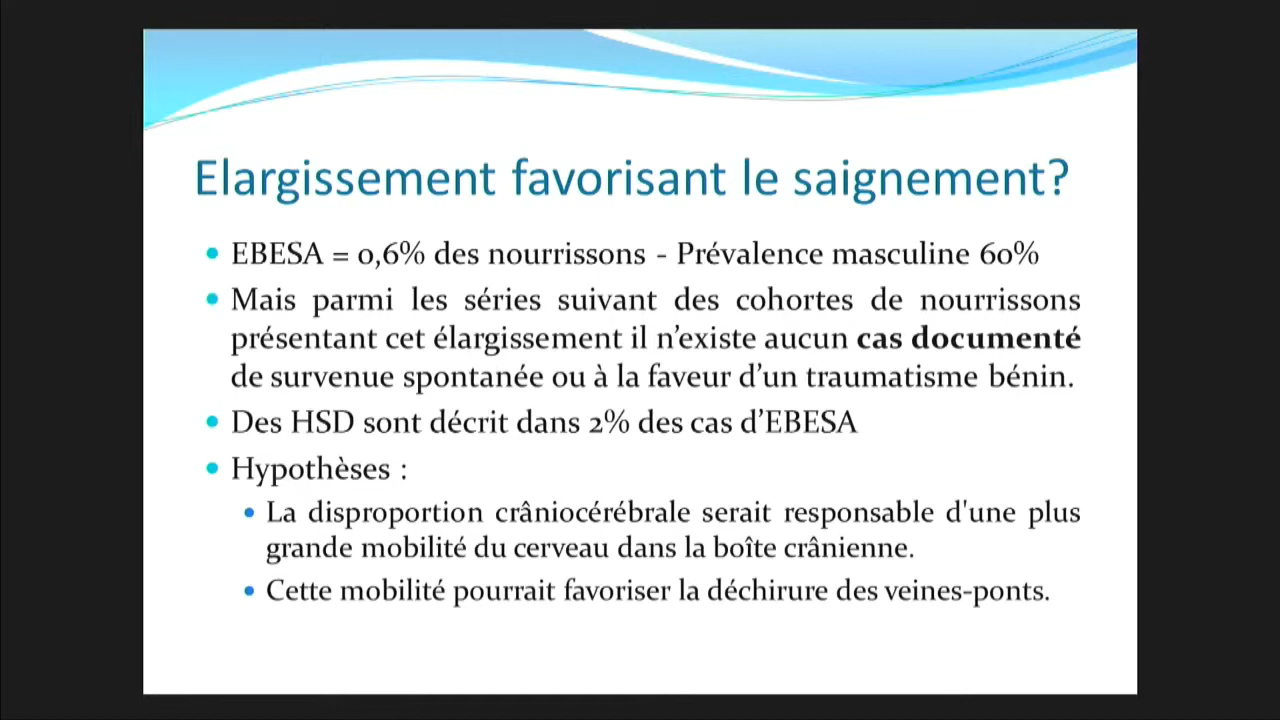 Elargissement favorisant le saignement?
• EBESA = 0,6% des nourrissons - Prévalence masculine 60%
• Mais parmi les séries suivant des cohortes de nourrissons
présentant cet élargissement il n’existe aucun cas documenté
de survenue spontanée ou à la faveur d’un traumatisme bénin.
• Des HSD sont décrit dans 2% des cas d’EBESA
• Hypothèses :
• La disproportion crâniocérébrale serait responsable d'une plus
grande mobilité du cerveau dans la boîte crânienne.
• Cette mobilité pourrait favoriser la déchirure des veines-ponts.